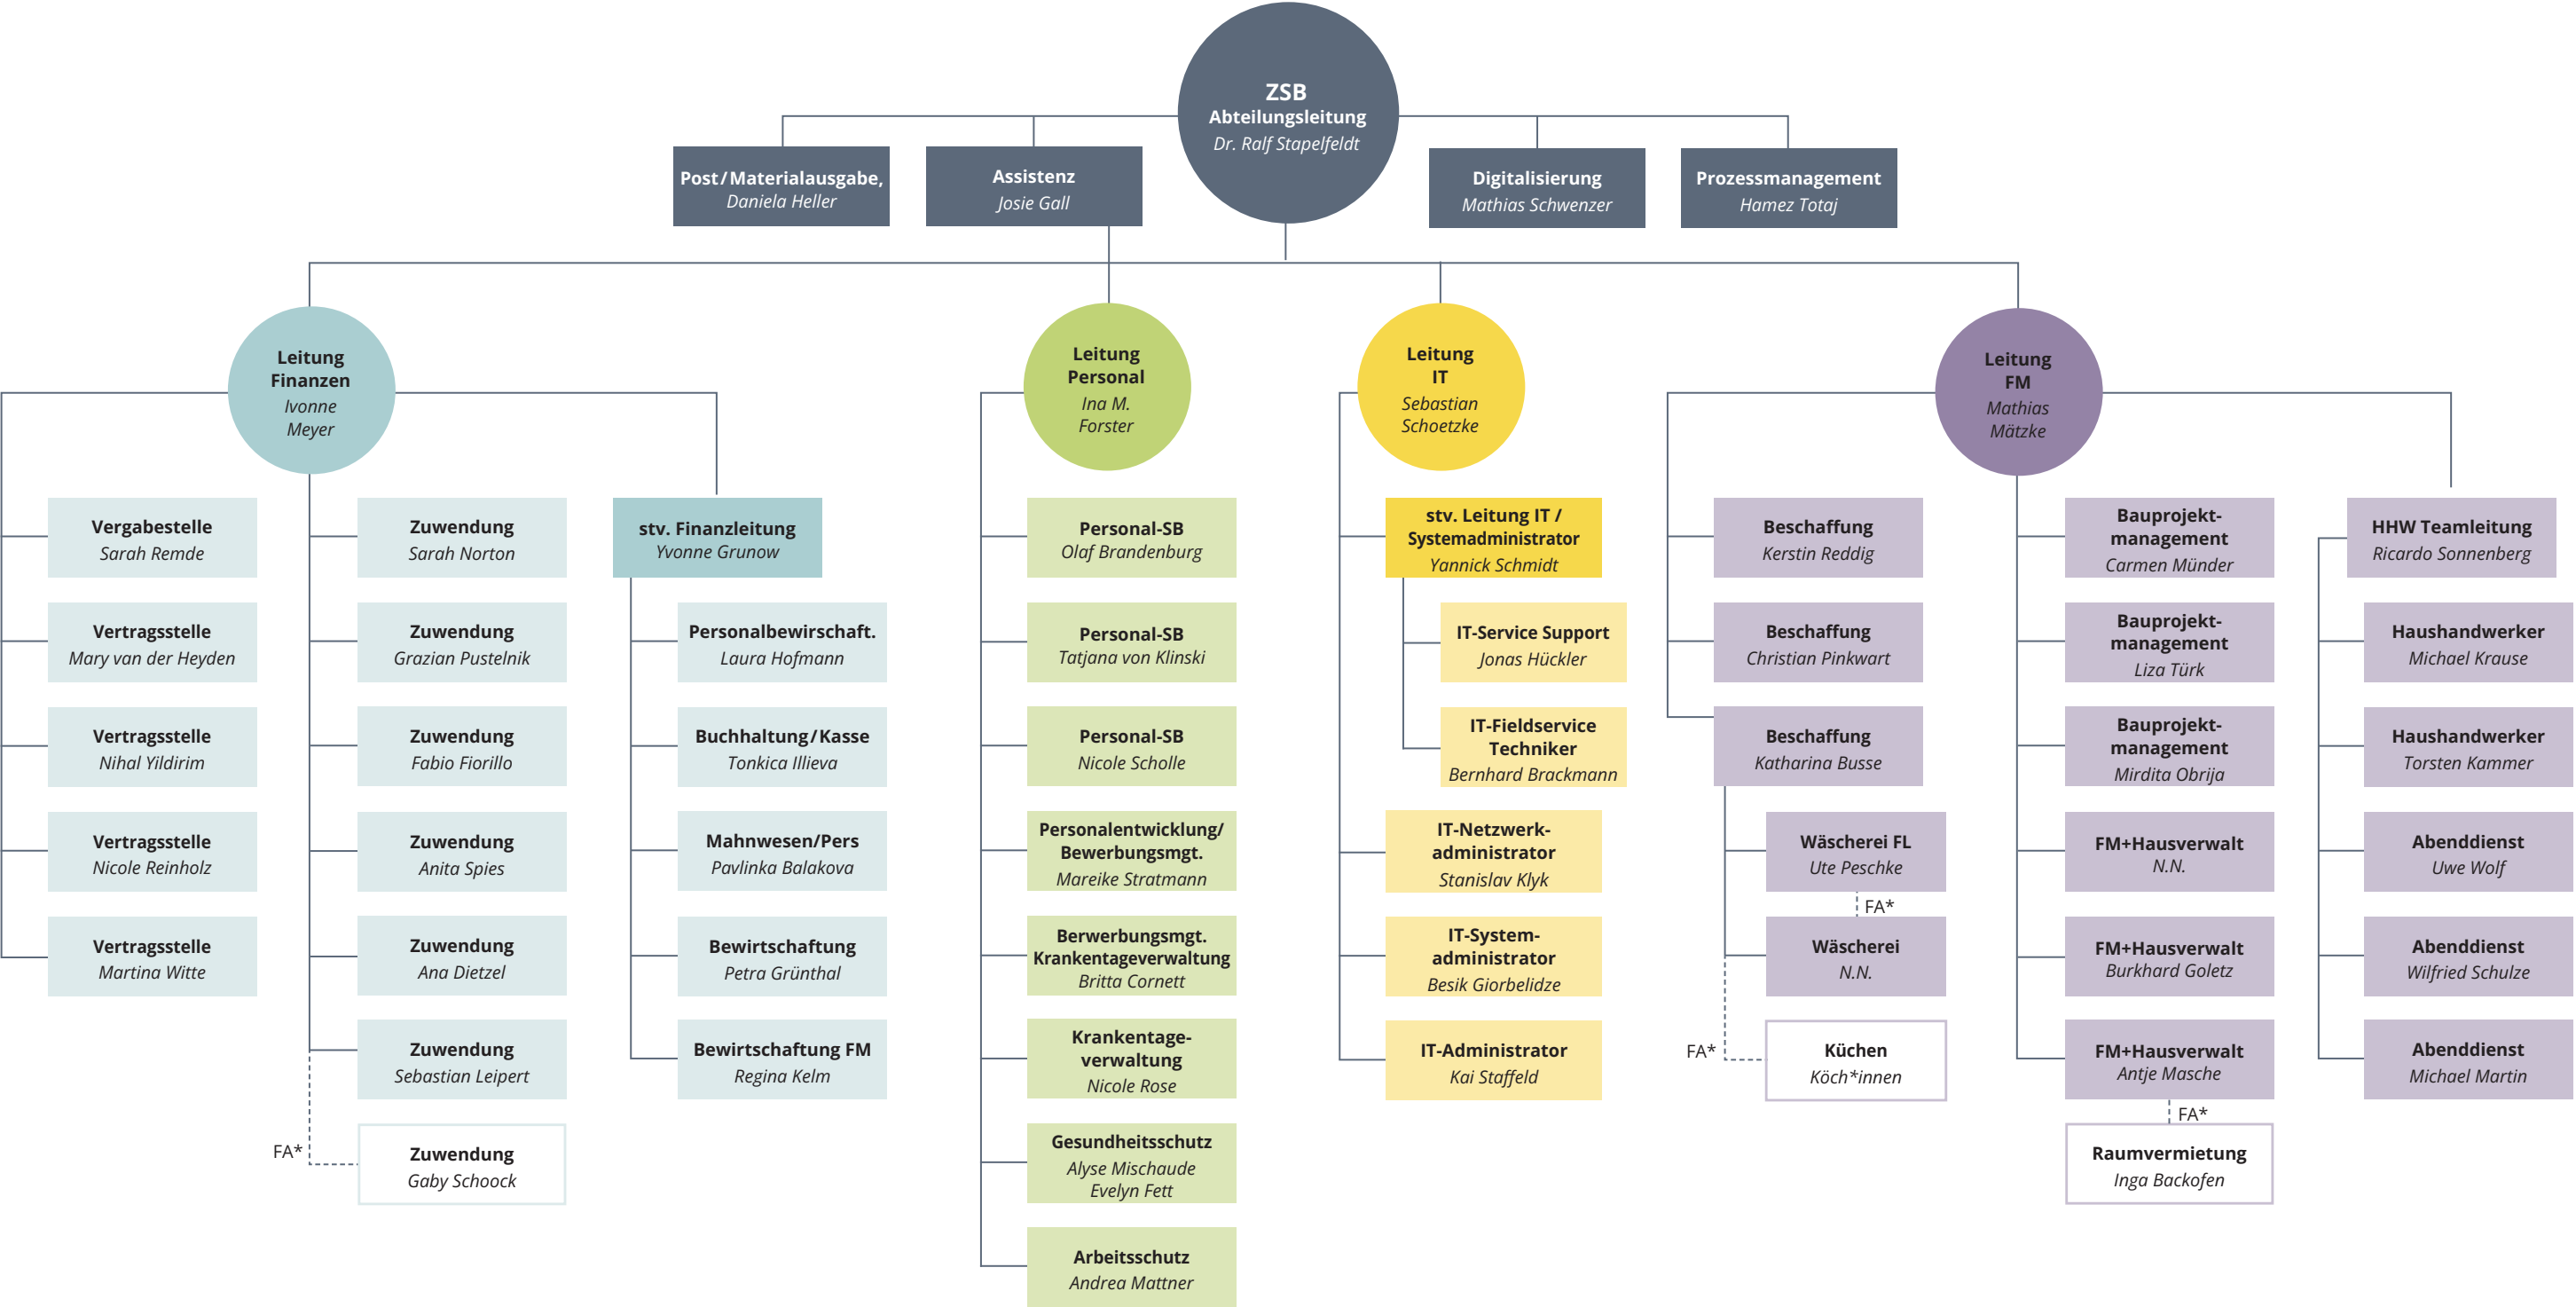 ZSB
Abteilungsleitung
Dr. Ralf Stapelfeldt
Post/Materialausgabe,
Daniela Heller
Assistenz
Josie Gall
Digitalisierung
Mathias Schwenzer
Prozessmanagement
Hamez Totaj
Leitung
Finanzen
Ivonne
Meyer
Leitung
Personal
Ina M.
Forster
Leitung
IT
Sebastian
Schoetzke
Leitung
FM
Mathias
Mätzke
Vergabestelle
Sarah Remde
Vertragsstelle
Mary van der Heyden
Vertragsstelle
Nihal Yildirim
Vertragsstelle
Nicole Reinholz
Vertragsstelle
Martina Witte
Zuwendung
Sarah Norton
Zuwendung
Grazian Pustelnik
Zuwendung
Fabio Fiorillo
Zuwendung
Anita Spies
Zuwendung
Ana Dietzel
Zuwendung
Sebastian Leipert
FA*
Zuwendung
Gaby Schoock
stv. Finanzleitung
Yvonne Grunow
Personalbewirschaft.
Laura Hofmann
Buchhaltung/Kasse
Tonkica Illieva
Mahnwesen/Pers
Pavlinka Balakova
Bewirtschaftung
Petra Grünthal
Bewirtschaftung FM
Regina Kelm
Personal-SB
Olaf Brandenburg
Personal-SB
Tatjana von Klinski
Personal-SB
Nicole Scholle
Personalentwicklung/
Bewerbungsmgt.
Mareike Stratmann
Berwerbungsmgt.
Krankentageverwaltung
Britta Cornett
Krankentage-
verwaltung
Nicole Rose
Gesundheitsschutz
Alyse Mischaude
Evelyn Fett
Arbeitsschutz
Andrea Mattner
stv. Leitung IT /
Systemadministrator
Yannick Schmidt
IT-Service Support
Jonas Hückler
IT-Fieldservice
Techniker
Bernhard Brackmann
IT-Netzwerk-
administrator
Stanislav Klyk
IT-System-
administrator
Besik Giorbelidze
IT-Administrator
Kai Staffeld
Beschaffung
Kerstin Reddig
Beschaffung
Christian Pinkwart
Beschaffung
Katharina Busse
Wäscherei FL
Ute Peschke
FA*
Wäscherei
N.N.
FA*
Küchen
Köch*innen
Bauprojekt-
management
Carmen Münder
Bauprojekt-
management
Liza Türk
Bauprojekt-
management
Mirdita Obrija
FM+Hausverwalt
N.N.
FM+Hausverwalt
Burkhard Goletz
FM+Hausverwalt
Antje Masche
FA*
Raumvermietung
Inga Backofen
HHW Teamleitung
Ricardo Sonnenberg
Haushandwerker
Michael Krause
Haushandwerker
Torsten Kammer
Abenddienst
Uwe Wolf
Abenddienst
Wilfried Schulze
Abenddienst
Michael Martin